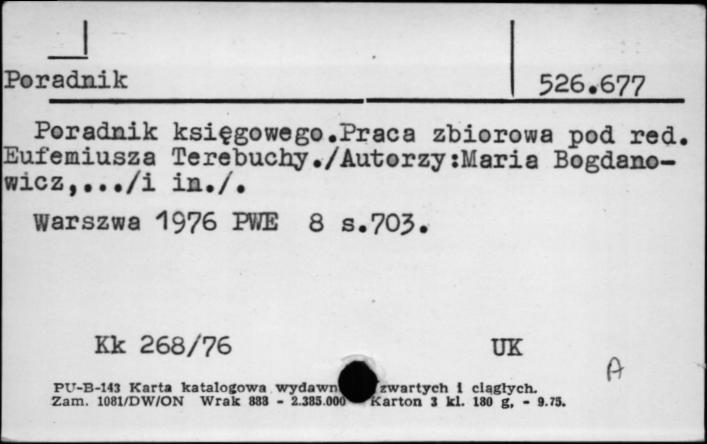 Poradnik 526.677
Poradnik księgowego.Praca zbiorowa pod red.
Eufemiusza Terebuchy./Autorzy:Maria Bogdano-
wicz,.../i in./.
Warszwa 1976 PWE 8 s.703.
Kk 268/76 UK
A
PU-B-143 Karta katalogowa wydawn zwartych i ciągłych.
Zam. 1081/DW/ON Wrak 888 - 2.385.000 Karton 3 kl. 180 g, - 9.75.